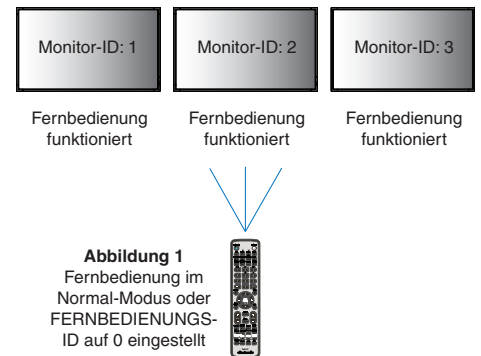 Monitor-ID: 1
Monitor-ID: 2
Monitor-ID: 3
Fernbedienung
funktioniert
Fernbedienung
funktioniert
Fernbedienung
funktioniert
Abbildung 1
Fernbedienung im
Normal-Modus oder
FERNBEDIENUNGS-
ID auf 0 eingestellt